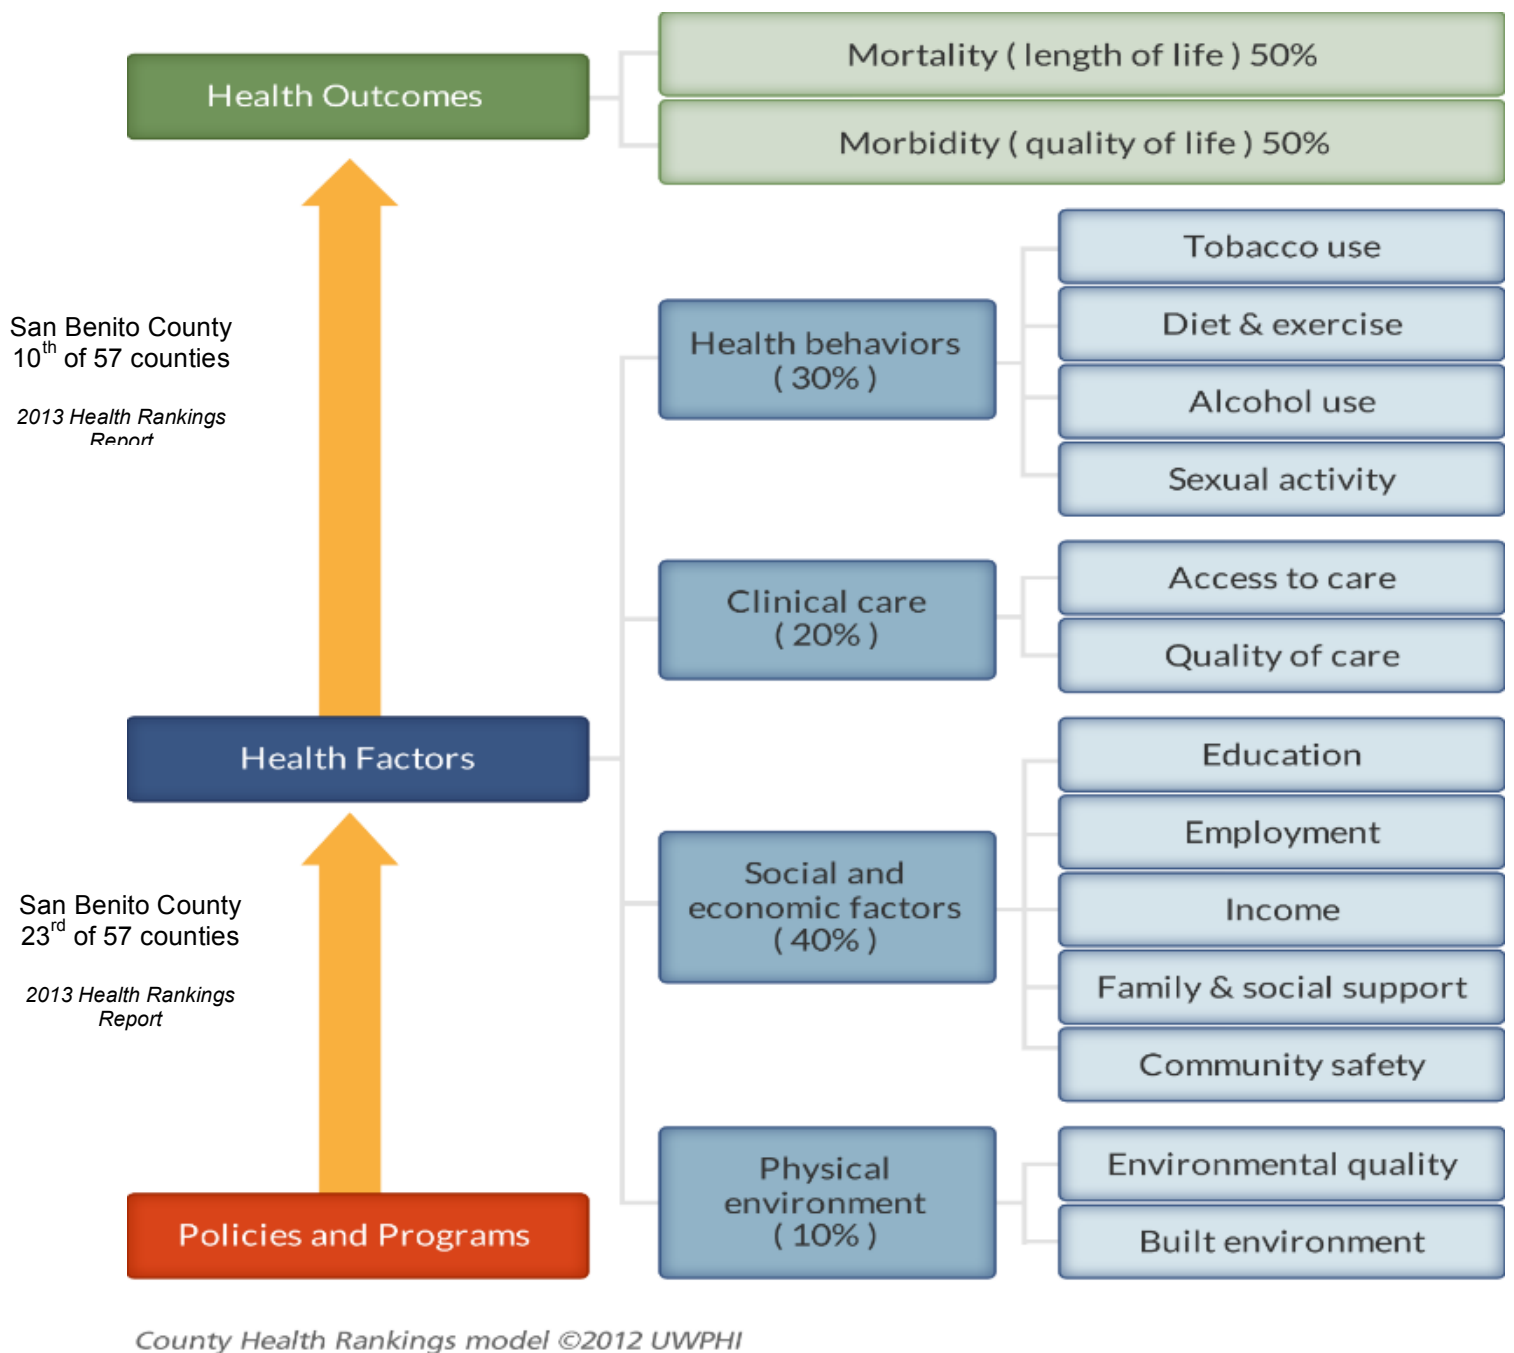 Health Outcomes
Mortality ( length of life ) 50%
Morbidity ( quality of life ) 50%
San Benito County
10th of 57 counties
2013 Health Rankings
Report
Health Factors
Health behaviors
( 30% )
Tobacco use
Diet & exercise
Alcohol use
Sexual activity
Clinical care
( 20% )
Access to care
Quality of care
Social and
economic factors
( 40% )
Education
Employment
Income
Family & social support
Community safety
Physical
environment
( 10% )
Environmental quality
Built environment
San Benito County
23rd of 57 counties
2013 Health Rankings
Report
Policies and Programs
County Health Rankings model ©2012 UWPHI